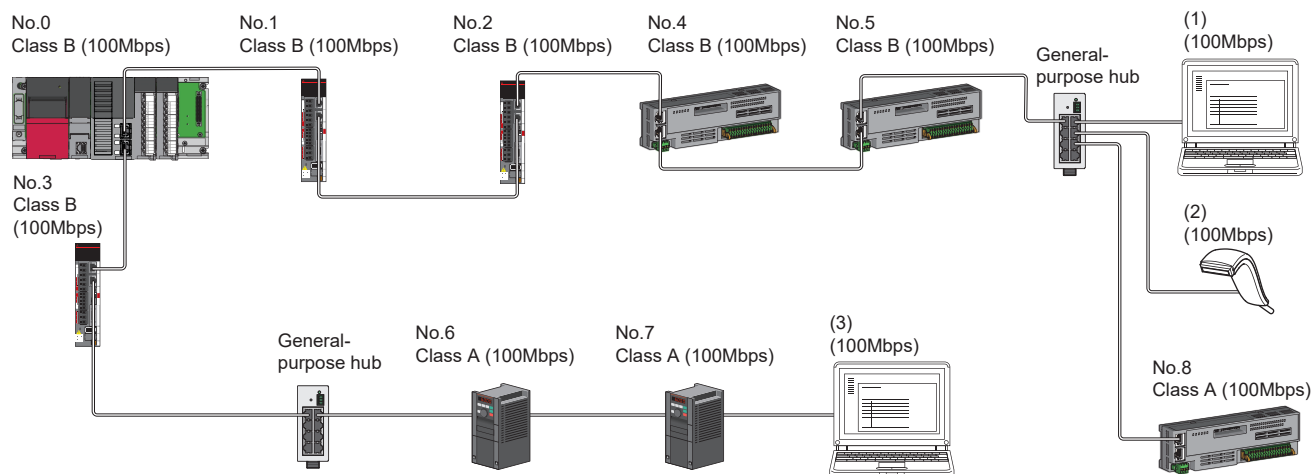 No.0
Class B (100Mbps)
No.1
Class B (100Mbps)
No.2
Class B (100Mbps)
No.4
Class B (100Mbps)
No.5
Class B (100Mbps)
General-
purpose hub
(1)
(100Mbps)
No.3
Class B
(100Mbps)
(2)
(100Mbps)
General-
purpose hub
No.6
Class A (100Mbps)
No.7
Class A (100Mbps)
(3)
(100Mbps)
No.8
Class A (100Mbps)